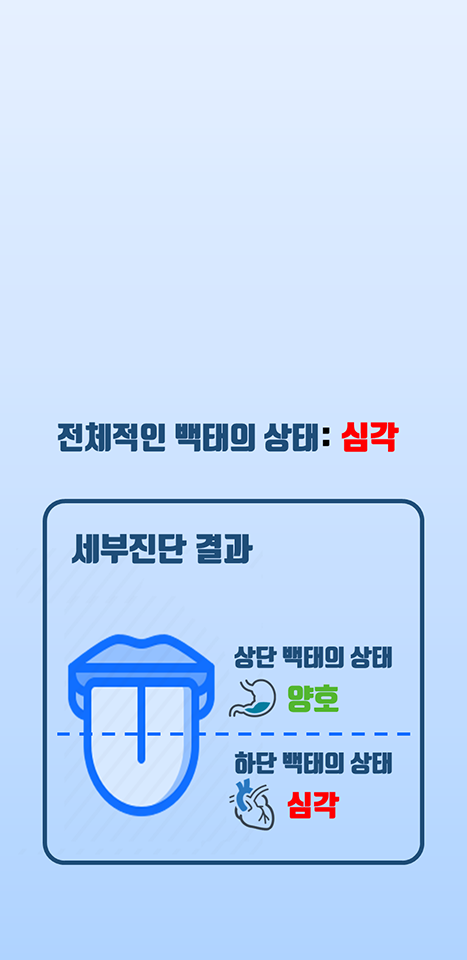 전체적인 백태의 상태: 심각
세부진단 결과
상단 백태의 상태
양호
하단 백태의 상태
심각